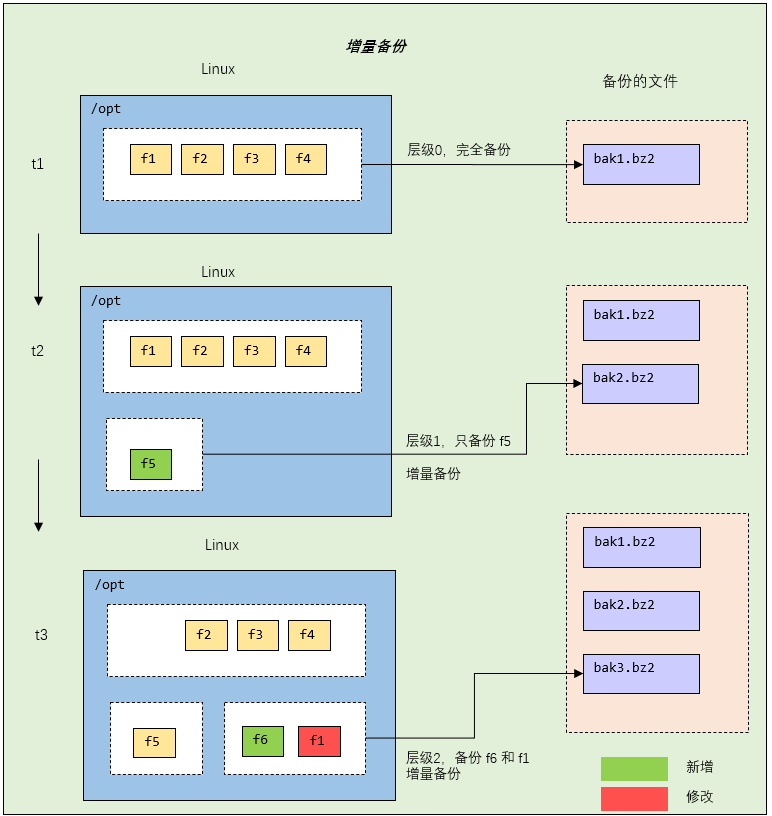 增量备份
Linux
备份的文件
/opt
f1 f2 f3 f4
t1
层级0，完全备份
bak1.bz2
Linux
/opt
f1 f2 f3 f4
t2
f5
层级1，只备份 f5
增量备份
bak1.bz2
bak2.bz2
Linux
/opt
f2 f3 f4
t3
f5
f6 f1
层级2，备份 f6 和 f1
增量备份
bak1.bz2
bak2.bz2
bak3.bz2
新增
修改